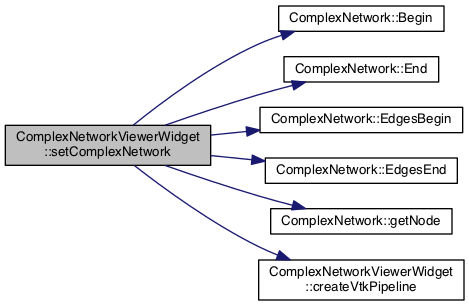 ComplexNetwork::Begin
ComplexNetwork::End
ComplexNetwork::EdgesBegin
ComplexNetworkViewerWidget
::setComplexNetwork
ComplexNetwork::EdgesEnd
ComplexNetwork::getNode
ComplexNetworkViewerWidget
::createVtkPipeline